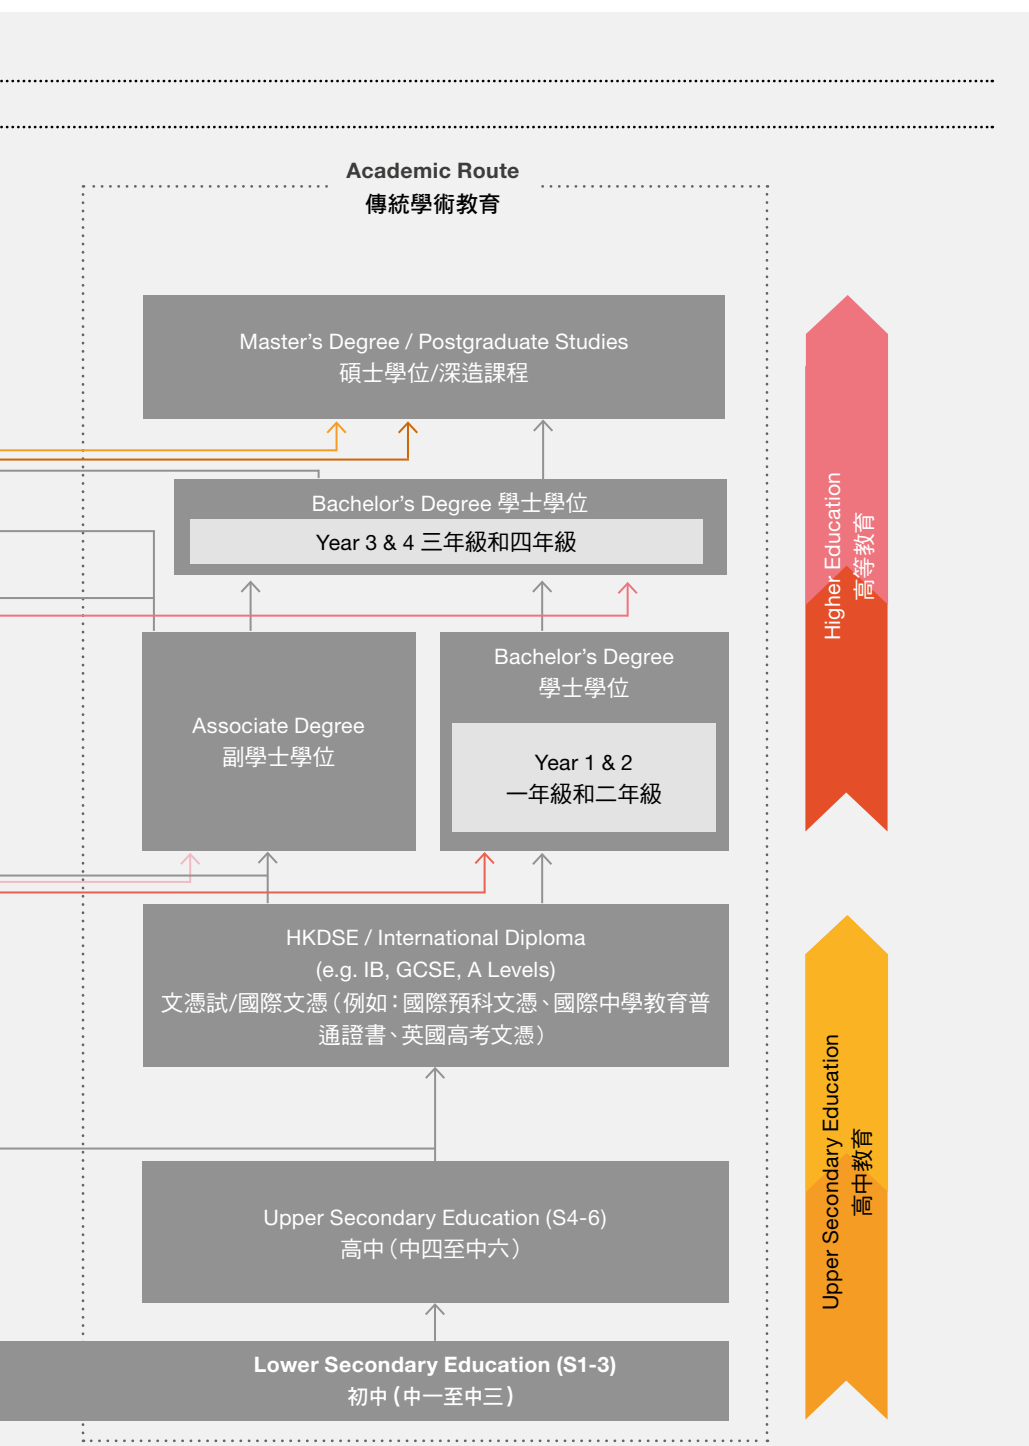 Academic Route
傳統學術教育
Master’s Degree / Postgraduate Studies
碩士學位/深造課程
Bachelor’s Degree 學士學位
Year 3 & 4 三年級和四年級
Higher Education
高等教育
Associate Degree
副學士學位
Bachelor’s Degree
學士學位
Year 1 & 2
一年級和二年級
HKDSE / International Diploma
(e.g. IB, GCSE, A Levels)
文憑試/國際文憑（例如：國際預科文憑、國際中學教育普
通證書、英國高考文憑）
Upper Secondary Education
高中教育
Upper Secondary Education (S4-6)
高中（中四至中六）
Lower Secondary Education (S1-3)
初中（中一至中三）